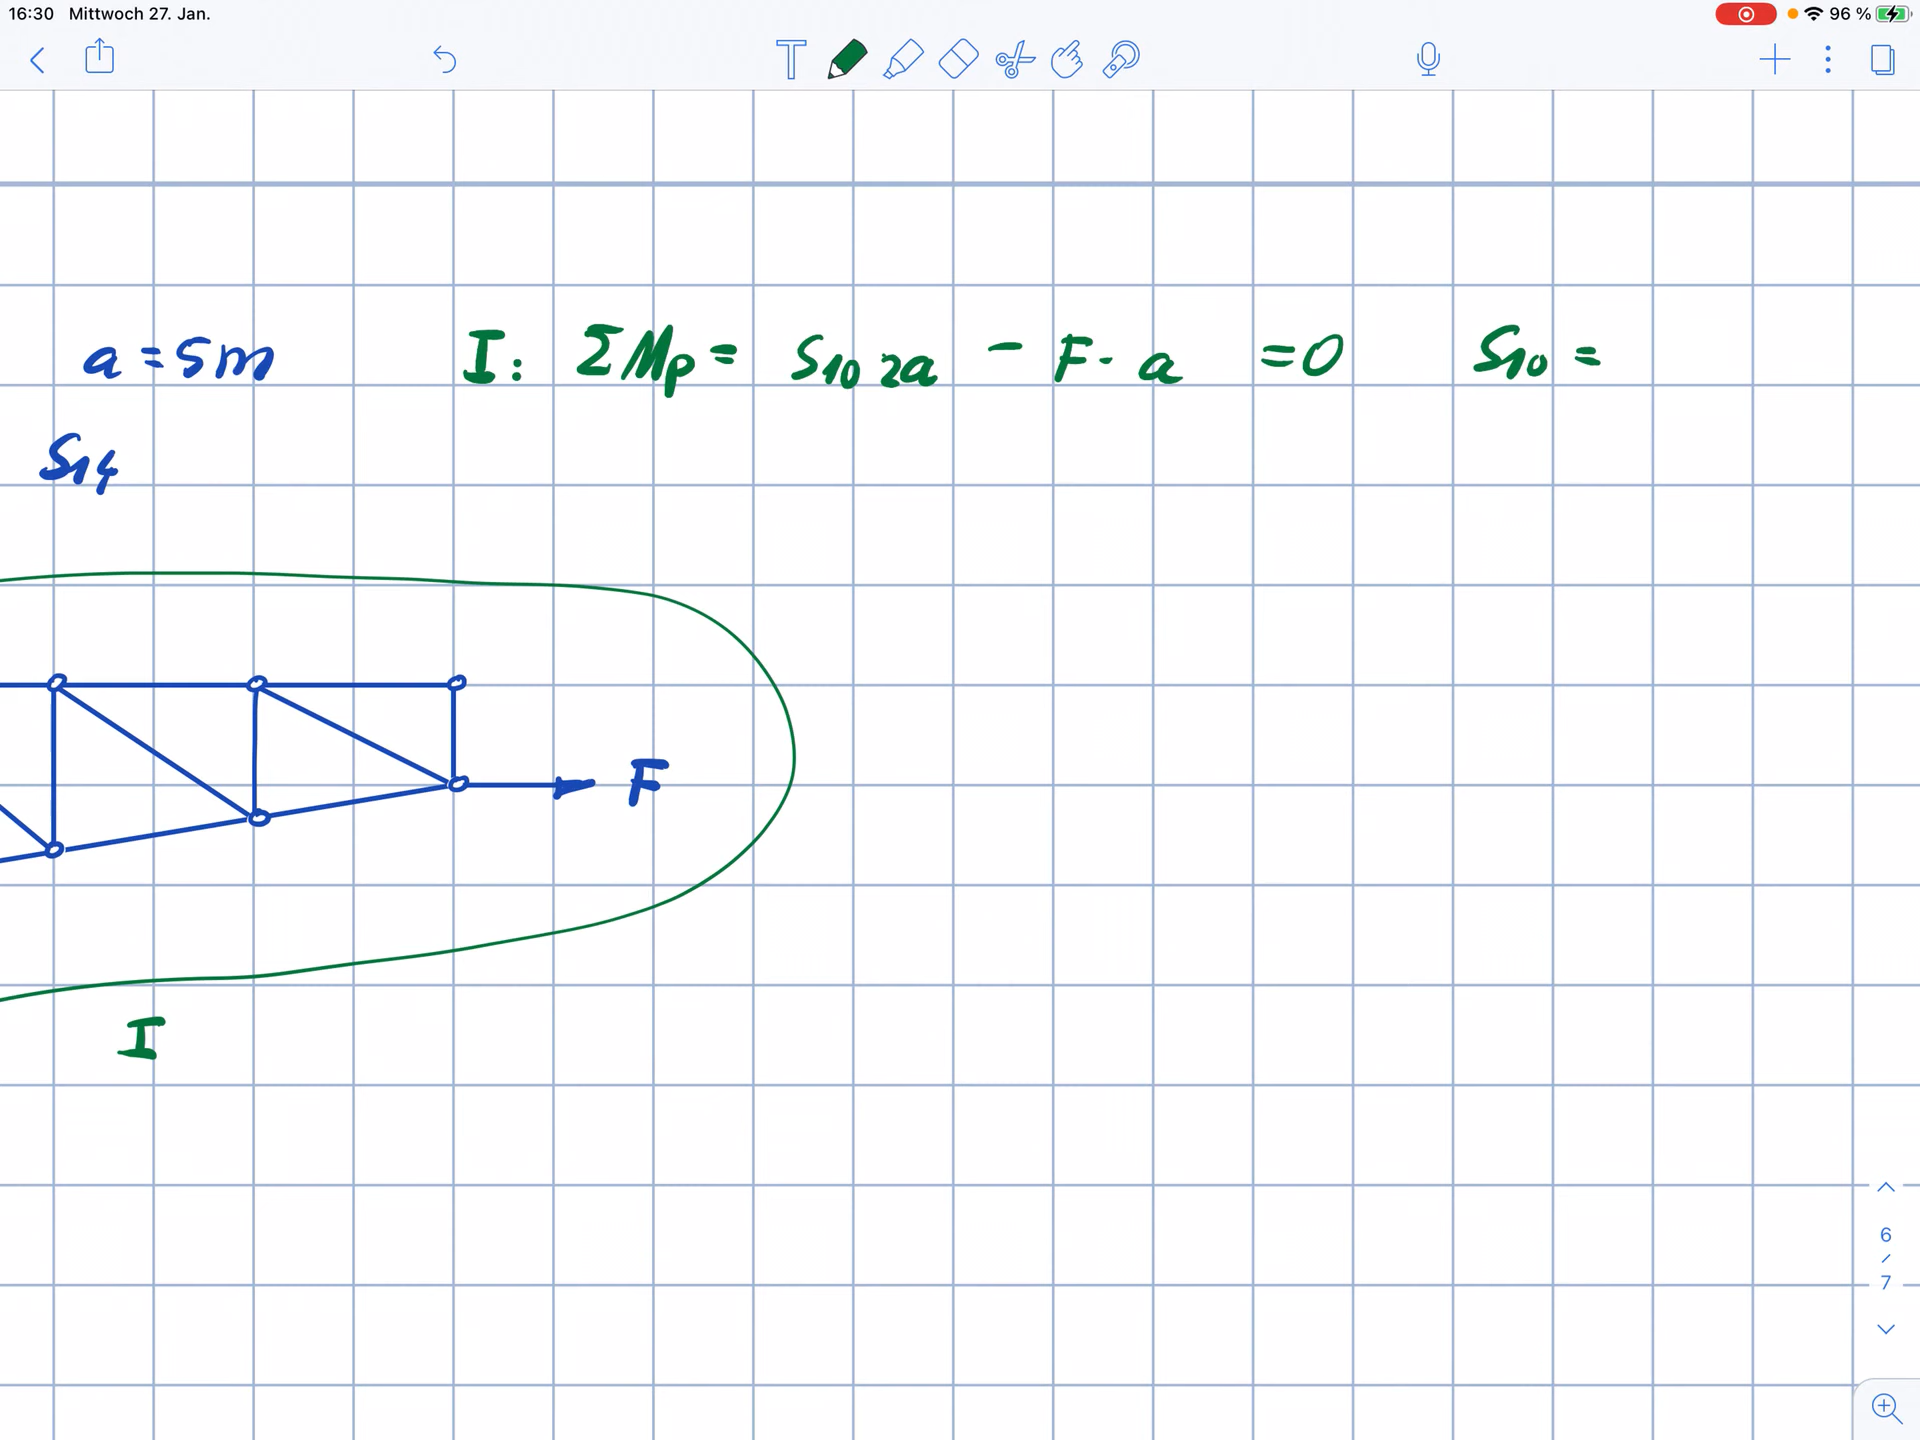 16:30 Mittwoch 27. Jan. 96 %
T
a = 5m I: ΣMp = S10 2a - F· a =0 S10 =
S14
F
I
6
/
7